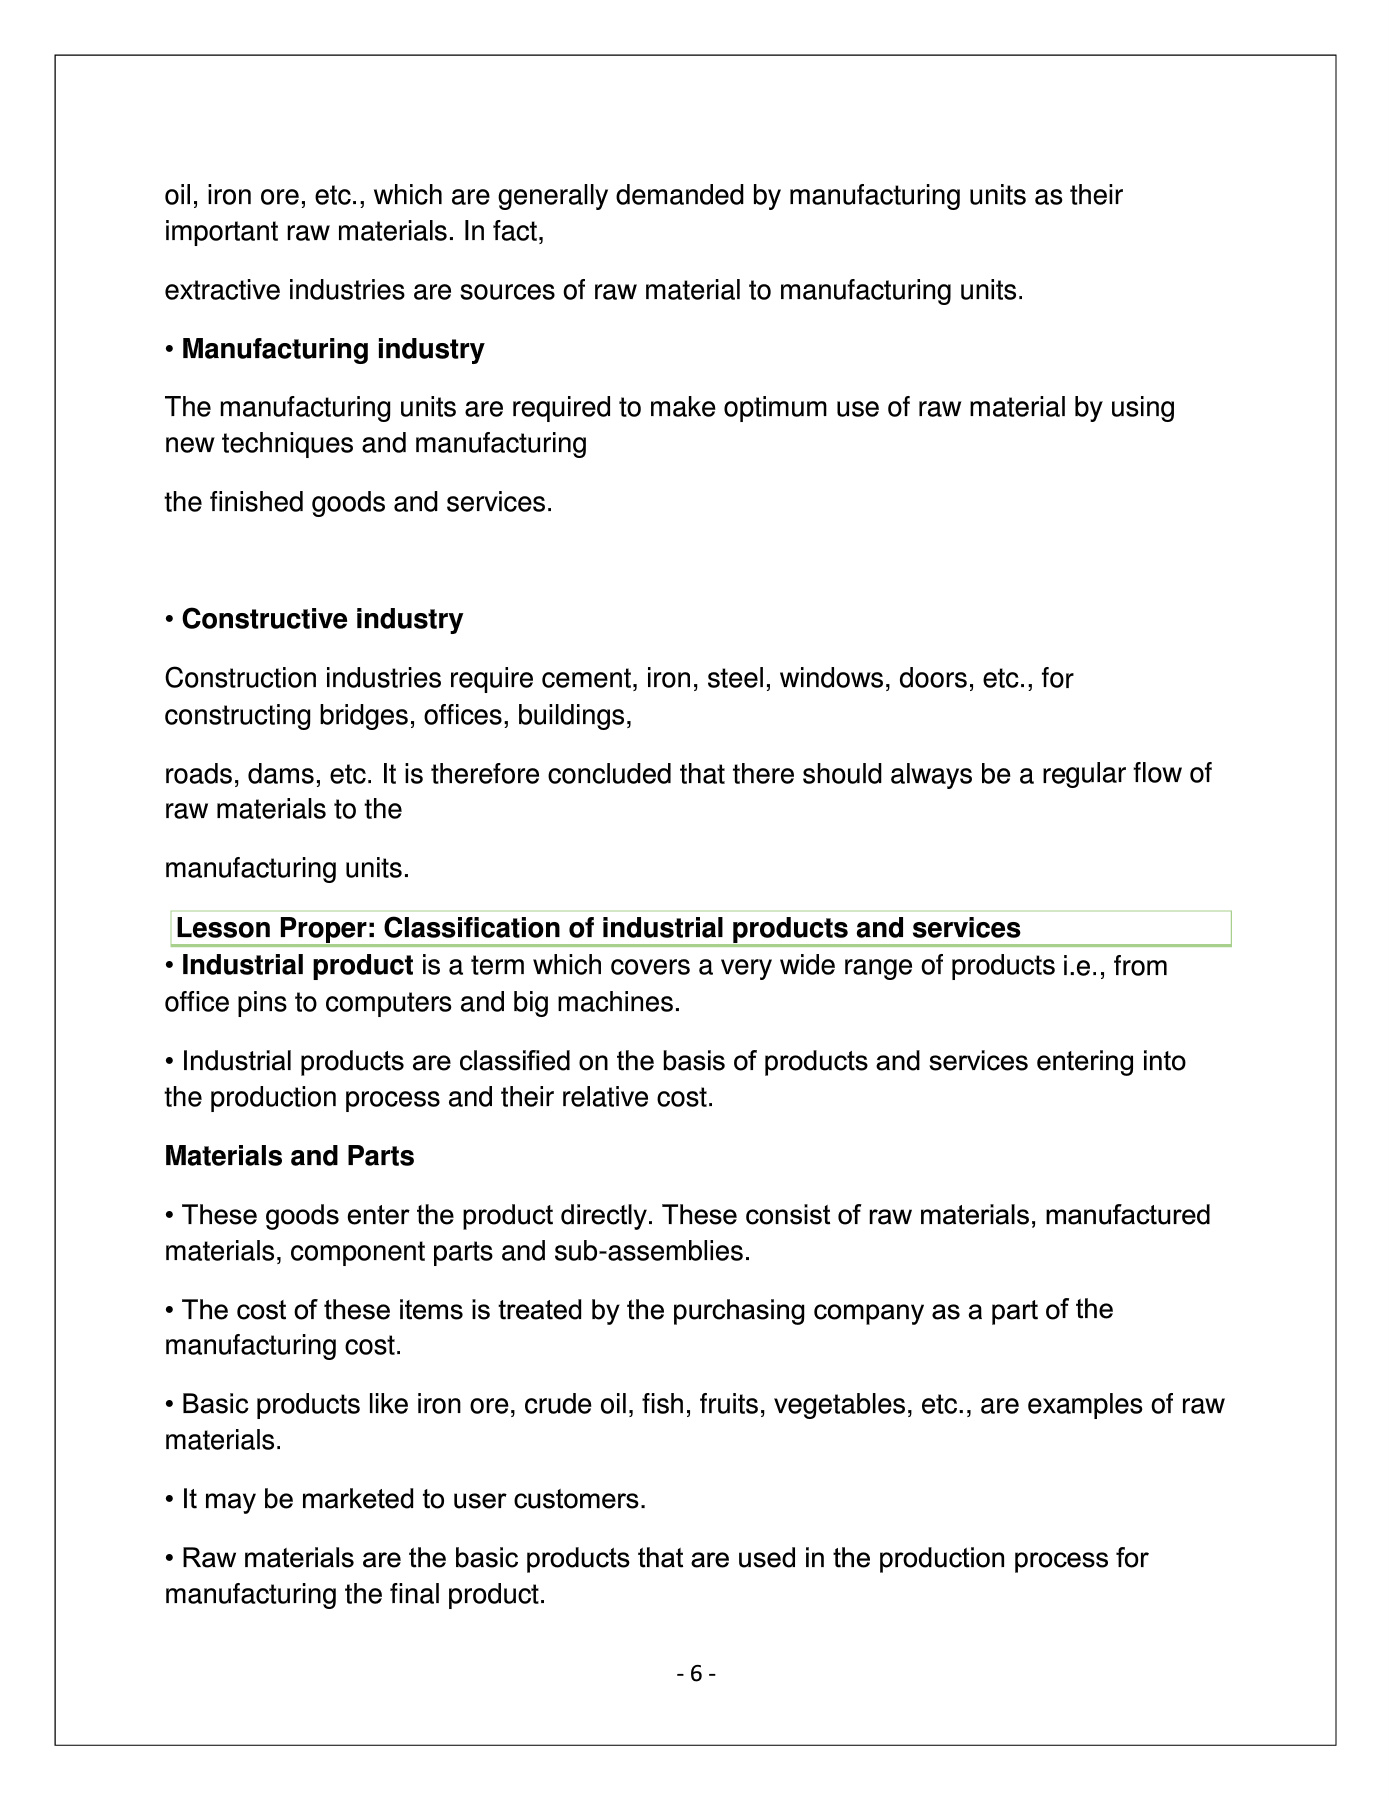 oil, iron ore, etc., which are generally demanded by manufacturing units as their
important raw materials. In fact,
extractive industries are sources of raw material to manufacturing units.
• Manufacturing industry
The manufacturing units are required to make optimum use of raw material by using
new techniques and manufacturing
the finished goods and services.
• Constructive industry
Construction industries require cement, iron, steel, windows, doors, etc., for
constructing bridges, offices, buildings,
roads, dams, etc. It is therefore concluded that there should always be a regular flow of
raw materials to the
manufacturing units.
Lesson Proper: Classification of industrial products and services
• Industrial product is a term which covers a very wide range of products i.e., from
office pins to computers and big machines.
• Industrial products are classified on the basis of products and services entering into
the production process and their relative cost.
Materials and Parts
• These goods enter the product directly. These consist of raw materials, manufactured
materials, component parts and sub-assemblies.
• The cost of these items is treated by the purchasing company as a part of the
manufacturing cost.
• Basic products like iron ore, crude oil, fish, fruits, vegetables, etc., are examples of raw
materials.
• It may be marketed to user customers.
• Raw materials are the basic products that are used in the production process for
manufacturing the final product.
- 6 -